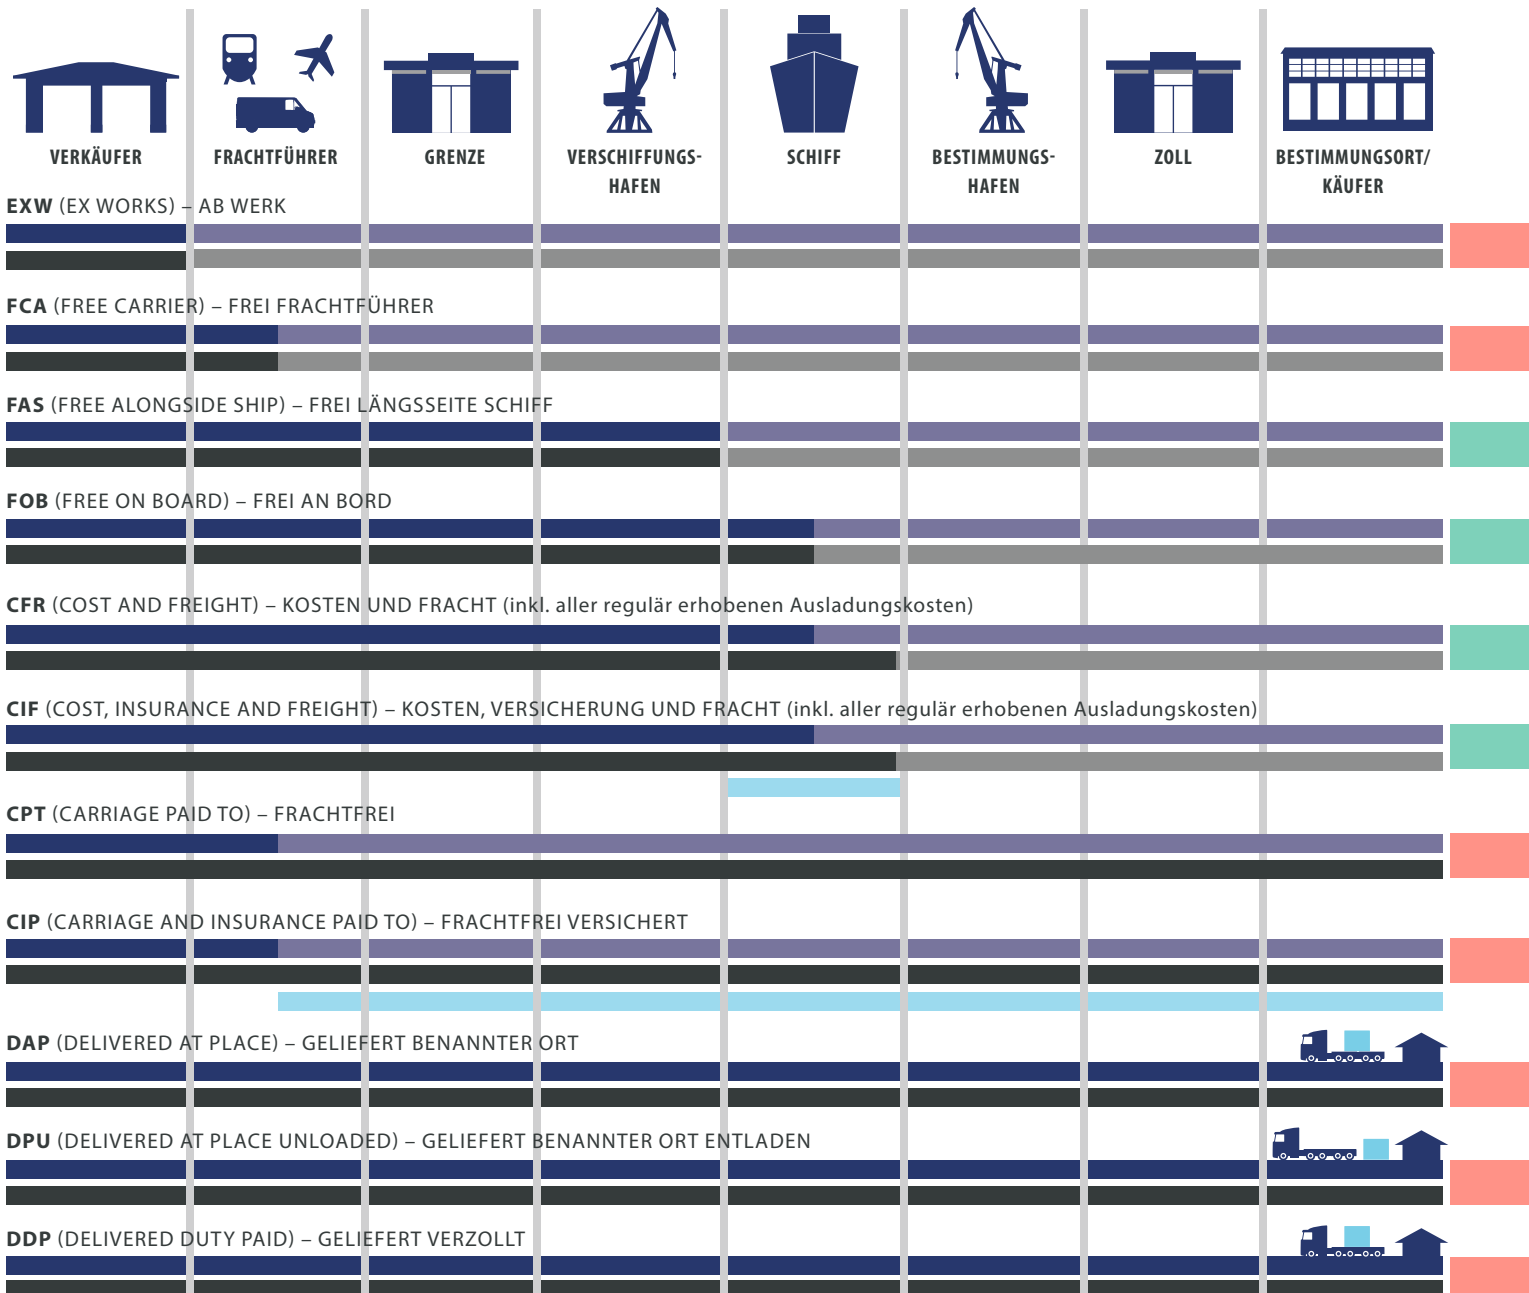 VERKÄUFER
FRACHTFÜHRER
GRENZE
VERSCHIFFUNGS-
HAFEN
SCHIFF
BESTIMMUNGS-
HAFEN
ZOLL
BESTIMMUNGSORT/
KÄUFER
EXW (EX WORKS) – AB WERK
FCA (FREE CARRIER) – FREI FRACHTFÜHRER
FAS (FREE ALONGSIDE SHIP) – FREI LÄNGSSEITE SCHIFF
FOB (FREE ON BOARD) – FREI AN BORD
CFR (COST AND FREIGHT) – KOSTEN UND FRACHT (inkl. aller regulär erhobenen Ausladungskosten)
CIF (COST, INSURANCE AND FREIGHT) – KOSTEN, VERSICHERUNG UND FRACHT (inkl. aller regulär erhobenen Ausladungskosten)
CPT (CARRIAGE PAID TO) – FRACHTFREI
CIP (CARRIAGE AND INSURANCE PAID TO) – FRACHTFREI VERSICHERT
DAP (DELIVERED AT PLACE) – GELIEFERT BENANNTER ORT
DPU (DELIVERED AT PLACE UNLOADED) – GELIEFERT BENANNTER ORT ENTLADEN
DDP (DELIVERED DUTY PAID) – GELIEFERT VERZOLLT